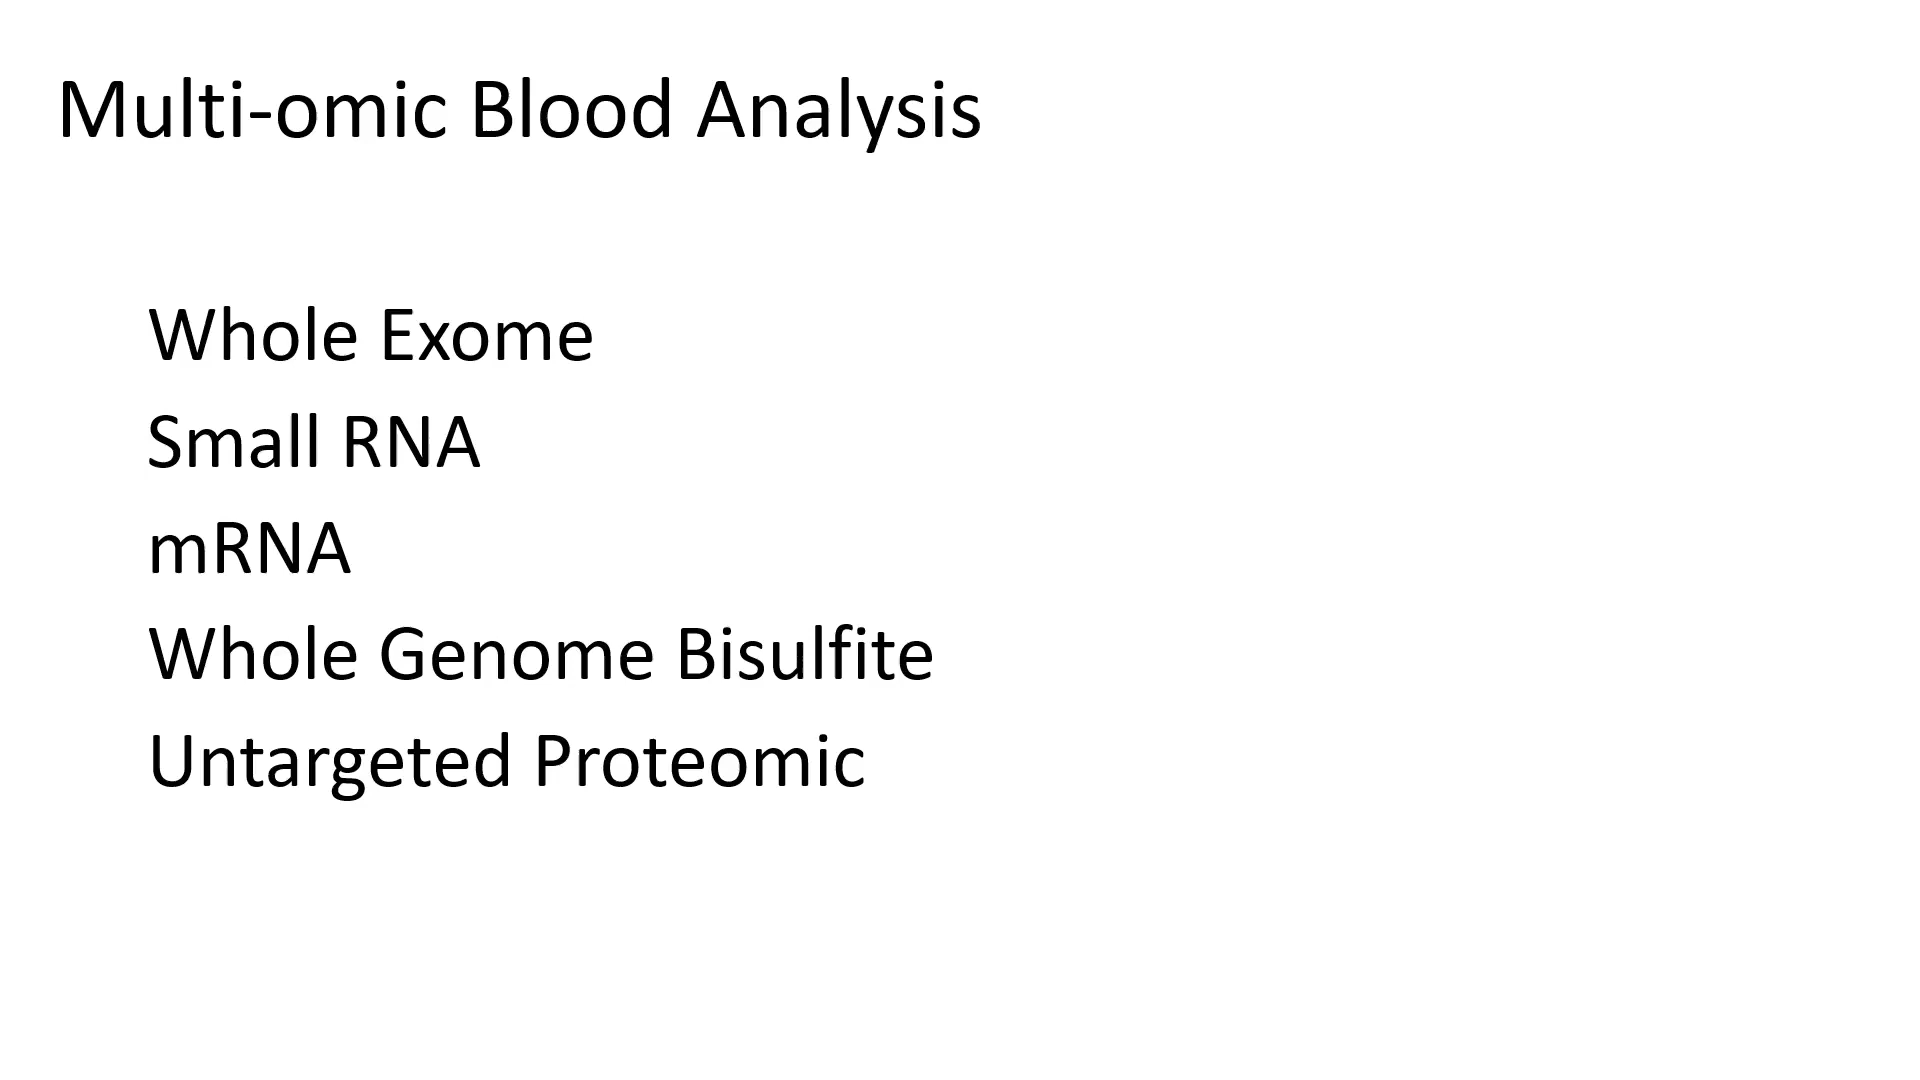 Multi-omic Blood Analysis
Whole Exome
Small RNA
mRNA
Whole Genome Bisulfite
Untargeted Proteomic